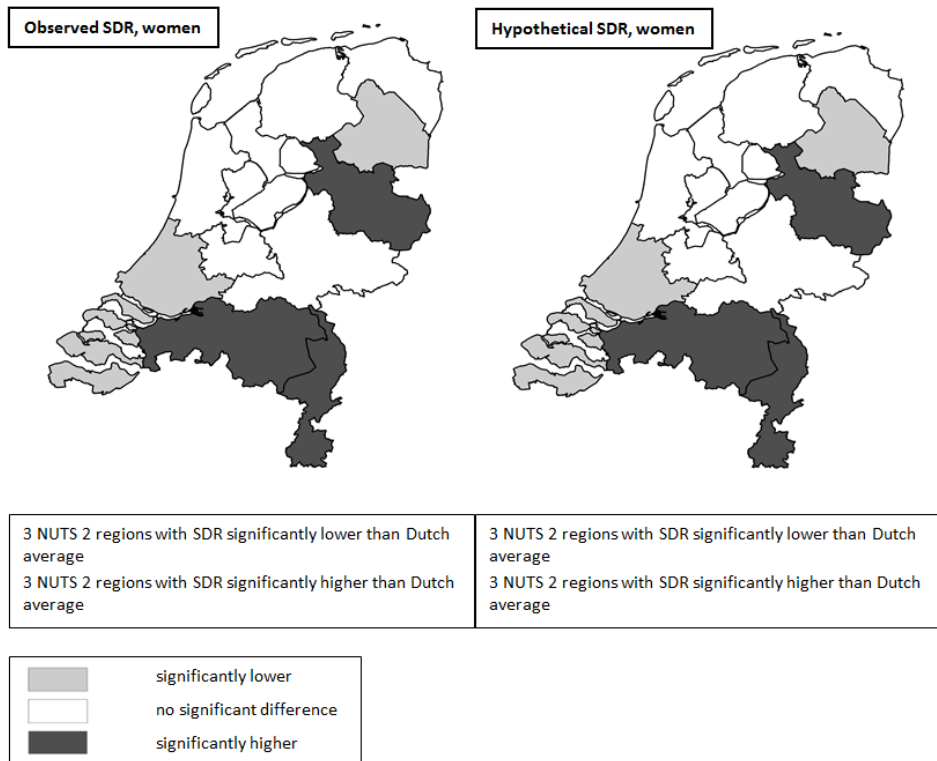 Observed SDR, women
Hypothetical SDR, women
3 NUTS 2 regions with SDR significantly lower than Dutch
average
3 NUTS 2 regions with SDR significantly higher than Dutch
average
3 NUTS 2 regions with SDR significantly lower than Dutch
average
3 NUTS 2 regions with SDR significantly higher than Dutch
average
significantly lower
no significant difference
significantly higher